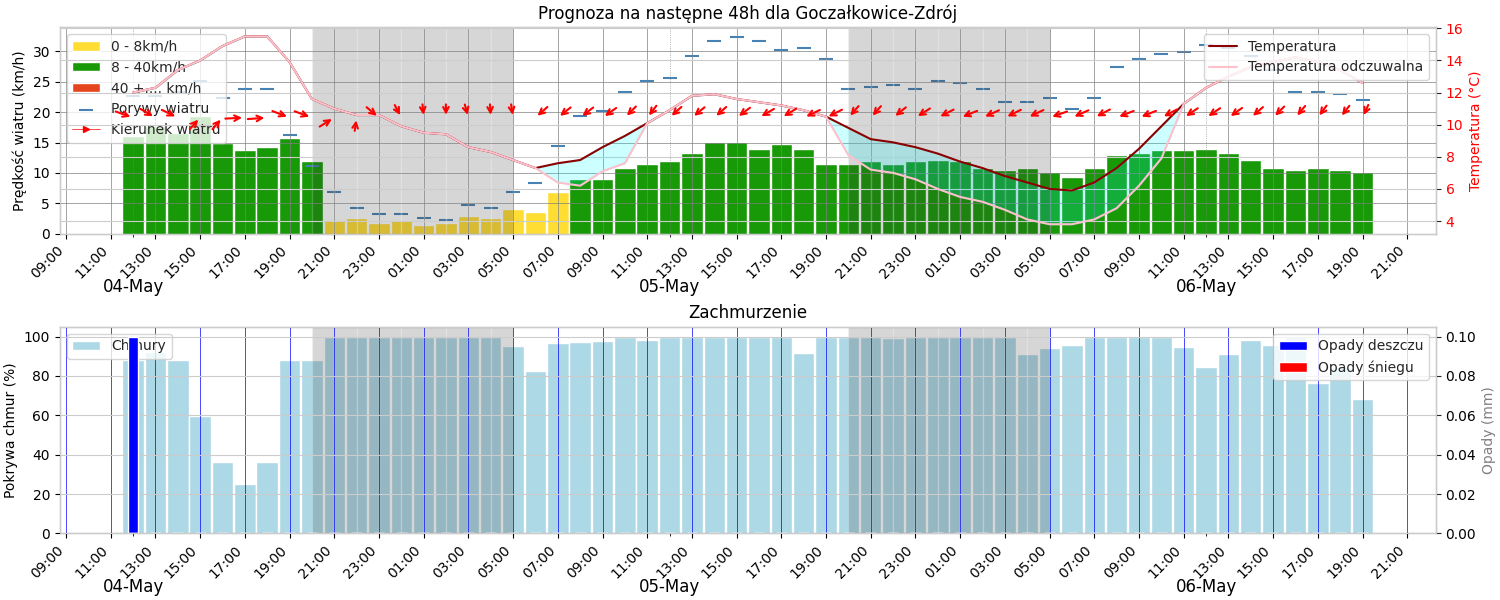 Prognoza na następne 48h dla Goczałkowice-Zdrój
0 - 8km/h
8 - 40km/h
40 + ... km/h
Porywy wiatru
Kierunek wiatru
Temperatura
Temperatura odczuwalna
Prędkość wiatru (km/h)
30
25
20
15
10
5
0
Temperatura (°C)
16
14
12
10
8
6
4
09:00 11:00 13:00 15:00 17:00 19:00 21:00 23:00 01:00 03:00 05:00 07:00 09:00 11:00 13:00 15:00 17:00 19:00 21:00 23:00 01:00 03:00 05:00 07:00 09:00 11:00 13:00 15:00 17:00 19:00 21:00
04-May 05-May 06-May
Zachmurzenie
Chmury
Opady deszczu
Opady śniegu
Pokrywa chmur (%)
100
80
60
40
20
0
Opady (mm)
0.10
0.08
0.06
0.04
0.02
0.00
09:00 11:00 13:00 15:00 17:00 19:00 21:00 23:00 01:00 03:00 05:00 07:00 09:00 11:00 13:00 15:00 17:00 19:00 21:00 23:00 01:00 03:00 05:00 07:00 09:00 11:00 13:00 15:00 17:00 19:00 21:00
04-May 05-May 06-May